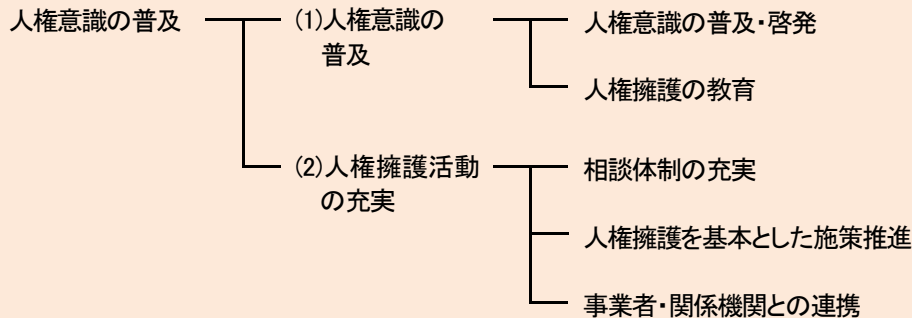 人権意識の普及
(1)人権意識の
普及
人権意識の普及・啓発
人権擁護の教育
(2)人権擁護活動
の充実
相談体制の充実
人権擁護を基本とした施策推進
事業者・関係機関との連携